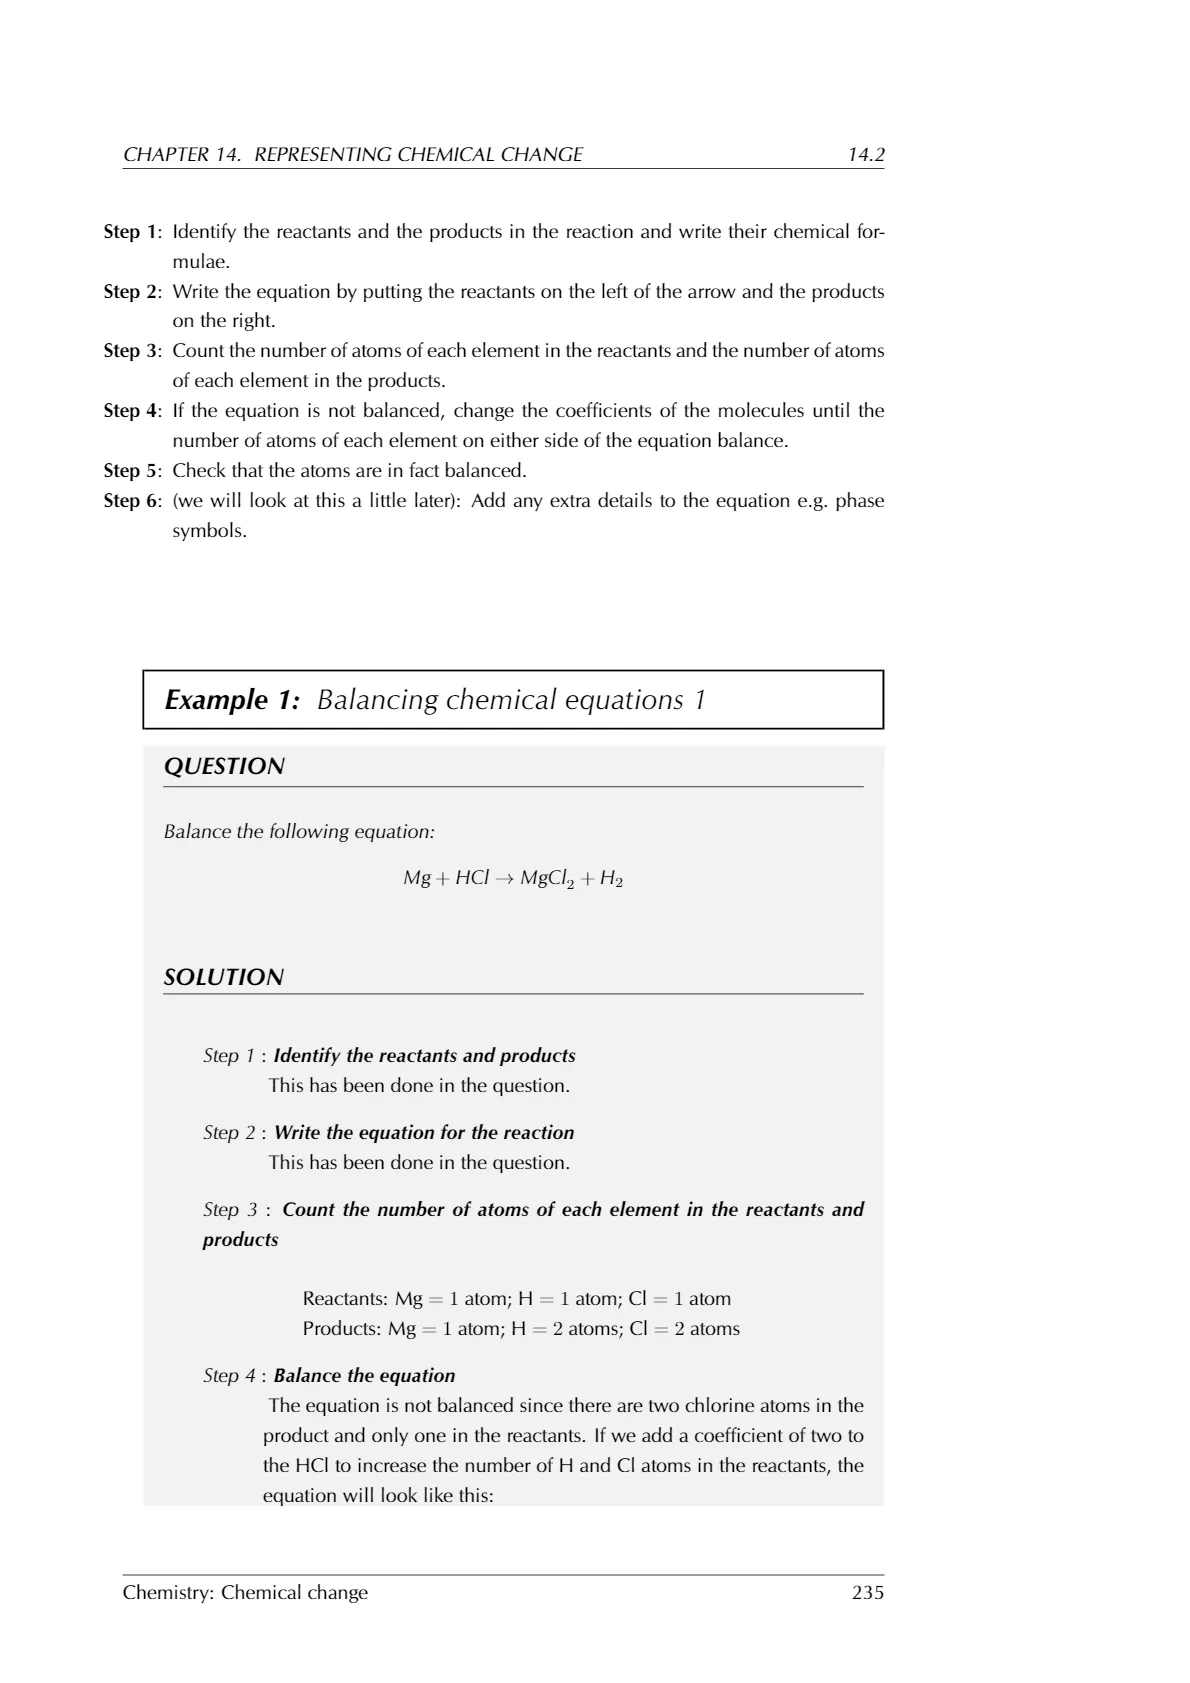 CHAPTER 14. REPRESENTING CHEMICAL CHANGE 14.2
Step 1: Identify the reactants and the products in the reaction and write their chemical for-
mulae.
Step 2: Write the equation by putting the reactants on the left of the arrow and the products
on the right.
Step 3: Count the number of atoms of each element in the reactants and the number of atoms
of each element in the products.
Step 4: If the equation is not balanced, change the coefficients of the molecules until the
number of atoms of each element on either side of the equation balance.
Step 5: Check that the atoms are in fact balanced.
Step 6: (we will look at this a little later): Add any extra details to the equation e.g. phase
symbols.
Example 1: Balancing chemical equations 1
QUESTION
Balance the following equation:
Mg + HCl → MgCl₂ + H₂
SOLUTION
Step 1 : Identify the reactants and products
This has been done in the question.
Step 2 : Write the equation for the reaction
This has been done in the question.
Step 3 : Count the number of atoms of each element in the reactants and
products
Reactants: Mg = 1 atom; H = 1 atom; Cl = 1 atom
Products: Mg = 1 atom; H = 2 atoms; Cl = 2 atoms
Step 4 : Balance the equation
The equation is not balanced since there are two chlorine atoms in the
product and only one in the reactants. If we add a coefficient of two to
the HCl to increase the number of H and Cl atoms in the reactants, the
equation will look like this:
Chemistry: Chemical change 235